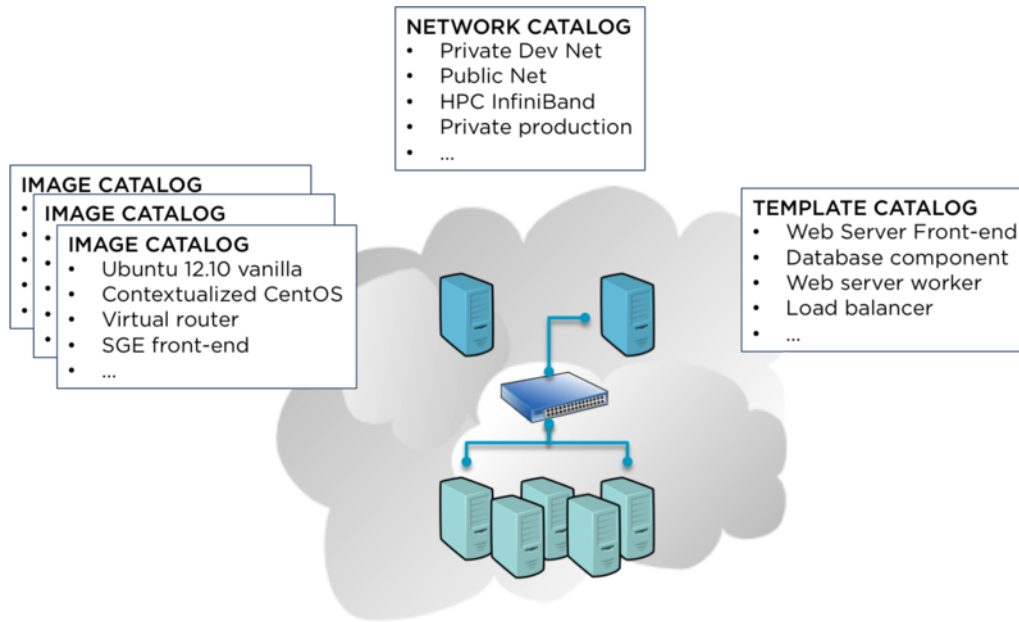 NETWORK CATALOG
• Private Dev Net
• Public Net
• HPC InfiniBand
• Private production
• ...
IMAGE CATALOG
IMAGE CATALOG
IMAGE CATALOG
• Ubuntu 12.10 vanilla
• Contextualized CentOS
• Virtual router
• SGE front-end
• ...
TEMPLATE CATALOG
• Web Server Front-end
• Database component
• Web server worker
• Load balancer
• ...